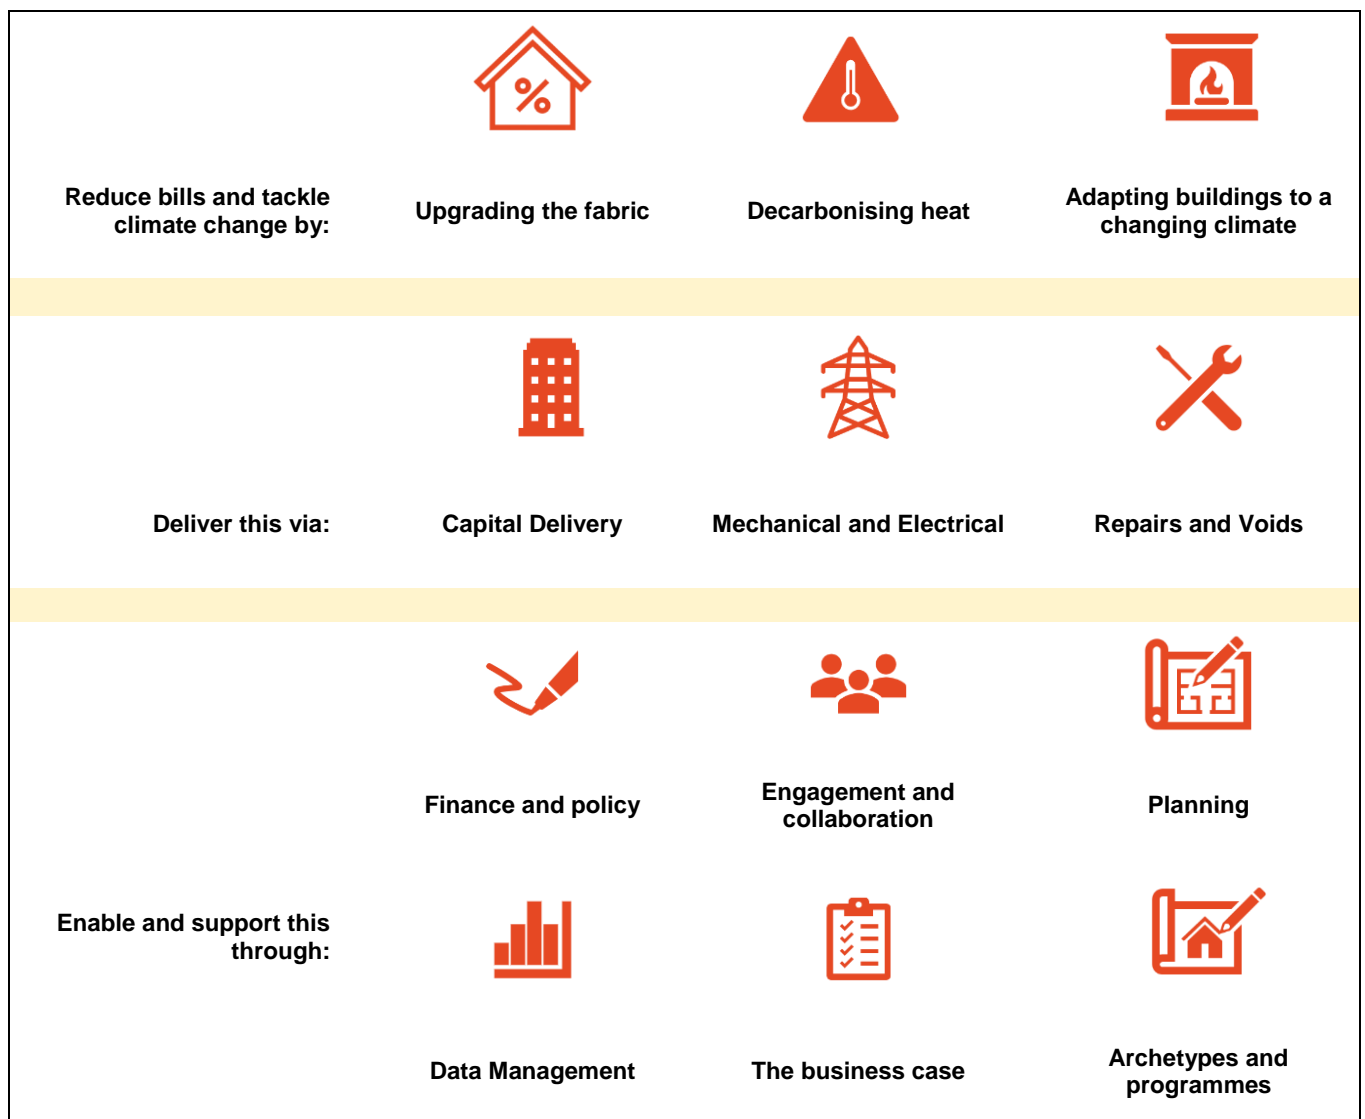 Reduce bills and tackle
climate change by:
Upgrading the fabric
Decarbonising heat
Adapting buildings to a
changing climate
Deliver this via:
Capital Delivery
Mechanical and Electrical
Repairs and Voids
Enable and support this
through:
Finance and policy
Engagement and
collaboration
Planning
Data Management
The business case
Archetypes and
programmes